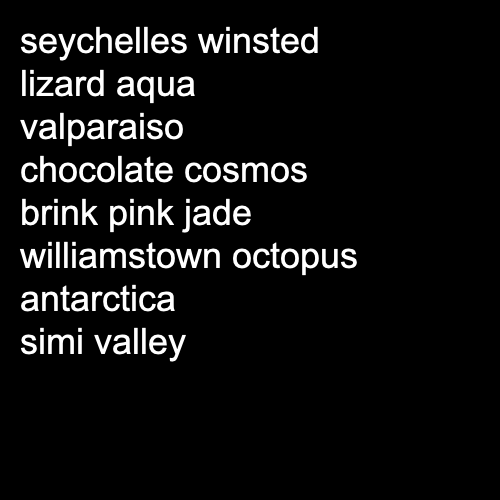 seychelles winsted
lizard aqua
valparaiso
chocolate cosmos
brink pink jade
williamstown octopus
antarctica
simi valley